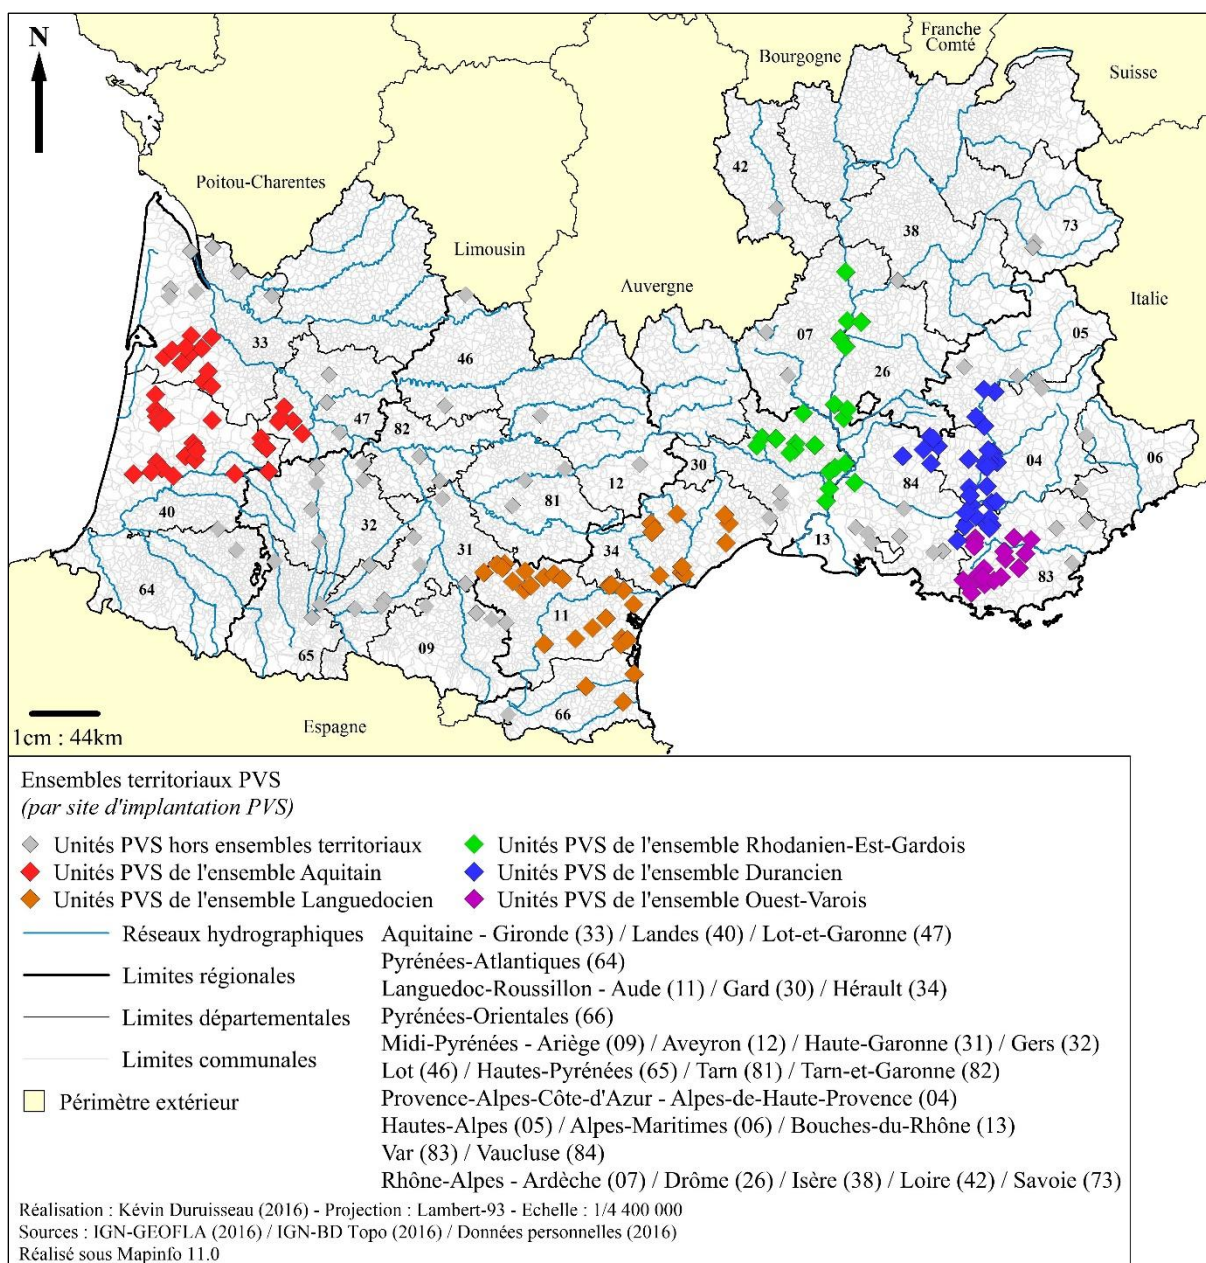 N
Bourgogne
Franche
Comté
Suisse
42
Poitou-Charentes
38
73
Limousin
Auvergne
Italie
07
05
33
46
26
47
82
30
04
06
12
84
81
40
32
31
34
13
83
64
11
09
65
66
Espagne
1cm : 44km
Ensembles territoriaux PVS
(par site d'implantation PVS)
Unités PVS hors ensembles territoriaux
Unités PVS de l'ensemble Aquitain
Unités PVS de l'ensemble Languedocien
Unités PVS de l'ensemble Rhodanien-Est-Gardois
Unités PVS de l'ensemble Durancien
Unités PVS de l'ensemble Ouest-Varois
Réseaux hydrographiques
Limites régionales
Limites départementales
Limites communales
Périmètre extérieur
Aquitaine - Gironde (33) / Landes (40) / Lot-et-Garonne (47)
Pyrénées-Atlantiques (64)
Languedoc-Roussillon - Aude (11) / Gard (30) / Hérault (34)
Pyrénées-Orientales (66)
Midi-Pyrénées - Ariège (09) / Aveyron (12) / Haute-Garonne (31) / Gers (32)
Lot (46) / Hautes-Pyrénées (65) / Tarn (81) / Tarn-et-Garonne (82)
Provence-Alpes-Côte-d'Azur - Alpes-de-Haute-Provence (04)
Hautes-Alpes (05) / Alpes-Maritimes (06) / Bouches-du-Rhône (13)
Var (83) / Vaucluse (84)
Rhône-Alpes - Ardèche (07) / Drôme (26) / Isère (38) / Loire (42) / Savoie (73)
Réalisation : Kévin Duruisseau (2016) - Projection : Lambert-93 - Echelle : 1/4 400 000
Sources : IGN-GEOFLA (2016) / IGN-BD Topo (2016) / Données personnelles (2016)
Réalisé sous Mapinfo 11.0